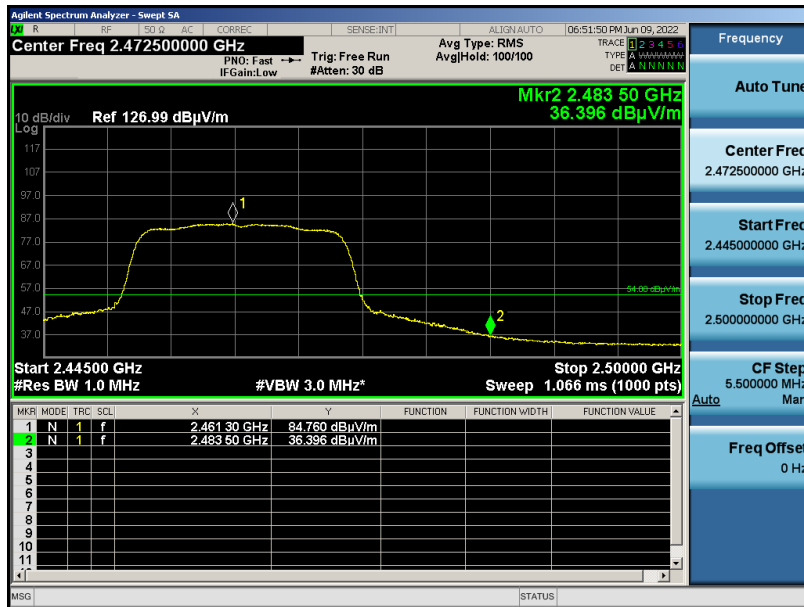 Agilent Spectrum Analyzer - Swept SA
LXI R RF 50 Ω AC CORREC SENSE:INT ALIGN AUTO 06:51:50 PM Jun 09, 2022
Center Freq 2.472500000 GHz
PNO: Fast
IFGain:Low
Trig: Free Run
#Atten: 30 dB
Avg Type: RMS
Avg|Hold: 100/100
TRACE 1 2 3 4 5 6
TYPE A WWWWW
DET A N N N N N
Mkr2 2.483 50 GHz
36.396 dBμV/m
10 dB/div Ref 126.99 dBμV/m
Log
117
107
97.0
87.0
77.0
67.0
57.0
47.0
37.0
1
54.00 dBμV/m
2
Start 2.44500 GHz Stop 2.50000 GHz
#Res BW 1.0 MHz #VBW 3.0 MHz* Sweep 1.066 ms (1000 pts)
MKR MODE TRC SCL X Y FUNCTION FUNCTION WIDTH FUNCTION VALUE
1 N 1 f 2.461 30 GHz 84.760 dBμV/m
2 N 1 f 2.483 50 GHz 36.396 dBμV/m
3
4
5
6
7
8
9
10
11
MSG STATUS
Frequency
Auto Tune
Center Freq
2.472500000 GHz
Start Freq
2.445000000 GHz
Stop Freq
2.500000000 GHz
CF Step
5.500000 MHz
Auto Man
Freq Offset
0 Hz